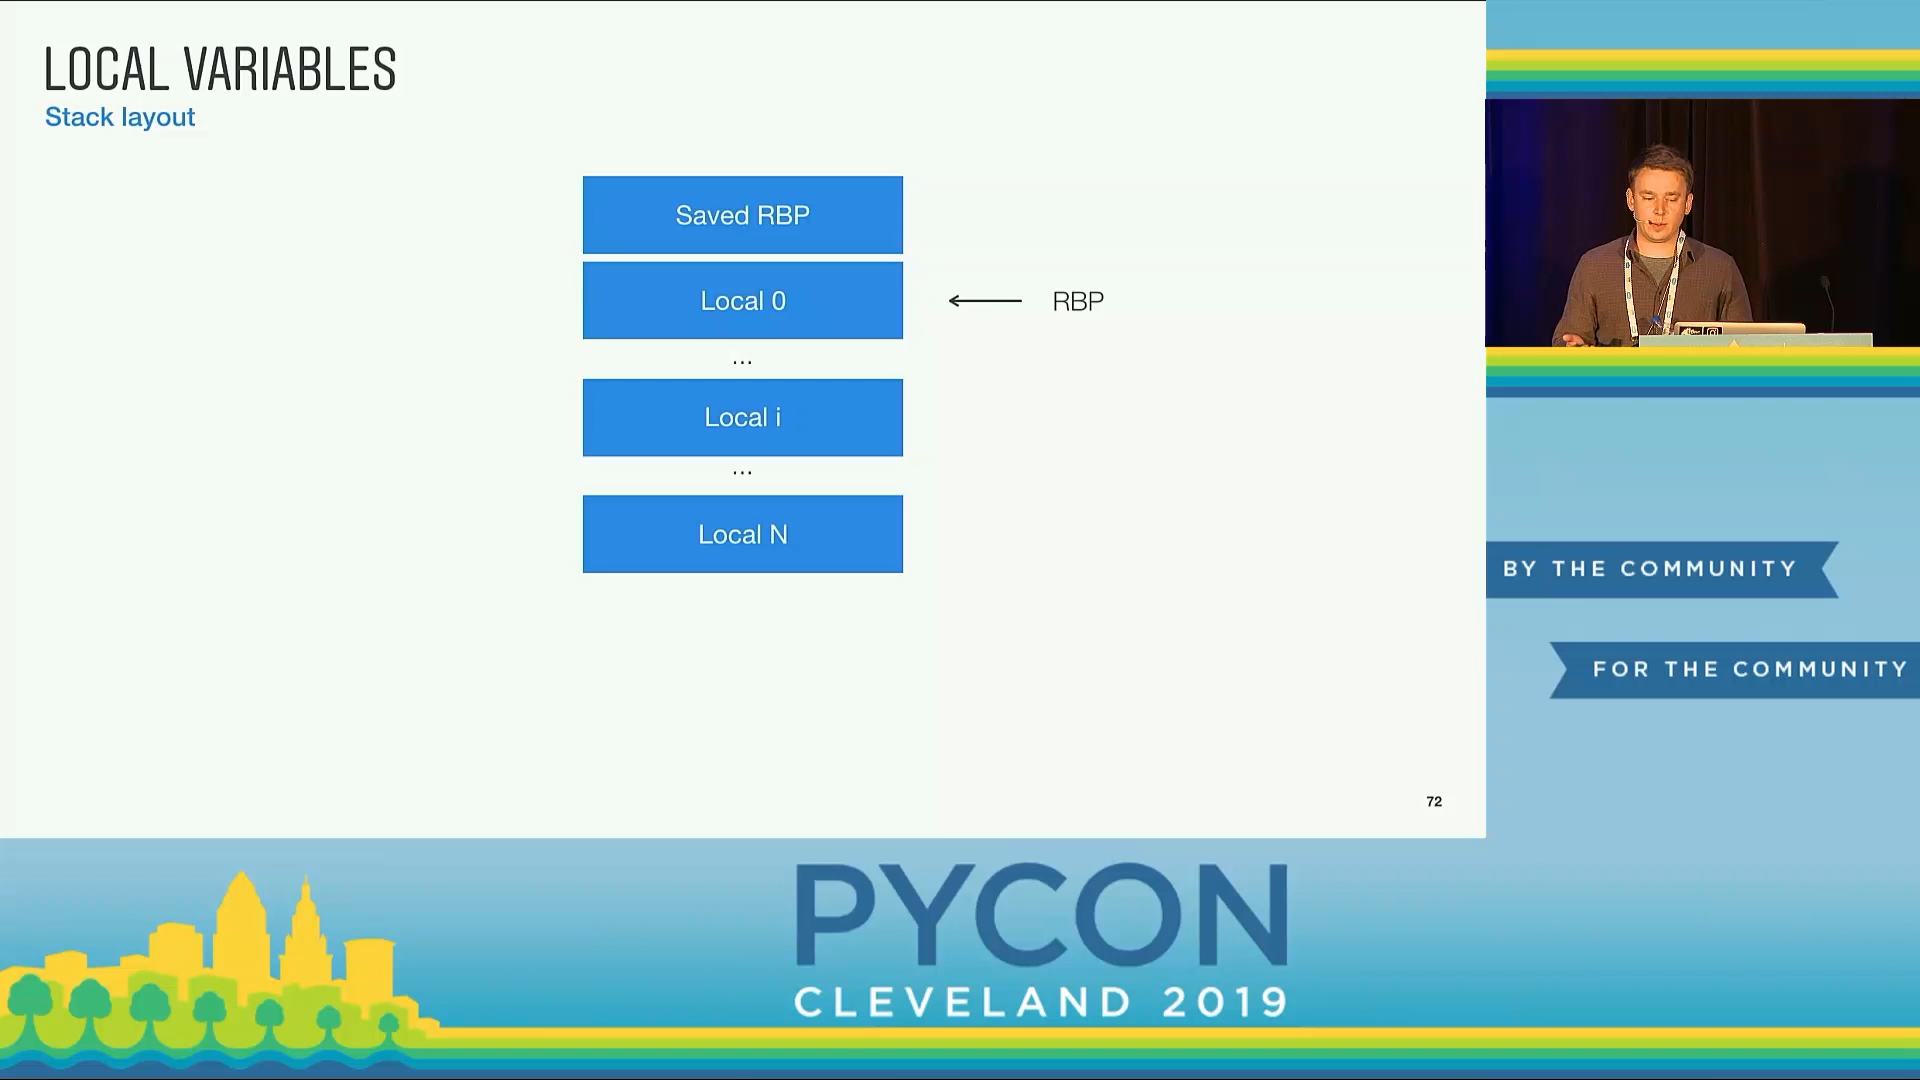 LOCAL VARIABLES
Stack layout
Saved RBP
Local 0
RBP
...
Local i
...
Local N
72
BY THE COMMUNITY
FOR THE COMMUNITY
PYCON
CLEVELAND 2019